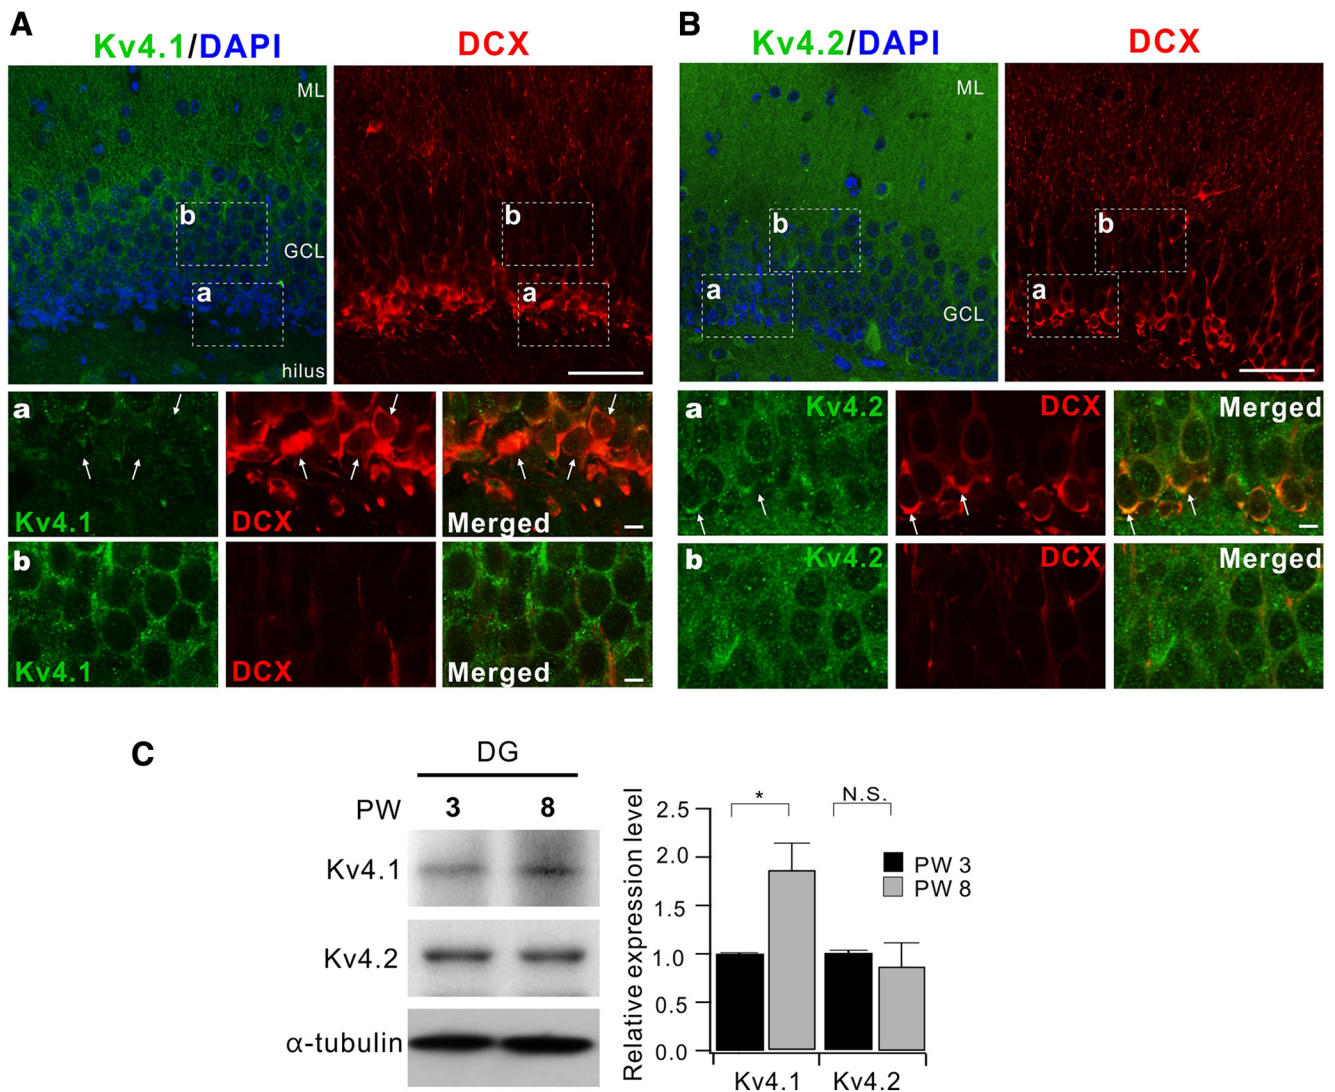 A
Kv4.1/DAPI
DCX
ML
b
GCL
a
hilus
b
a
a
Kv4.1
DCX
Merged
b
Kv4.1
DCX
Merged
B
Kv4.2/DAPI
DCX
ML
b
a
GCL
b
a
a
Kv4.2
DCX
Merged
b
Kv4.2
DCX
Merged
C
DG
PW 3 8
Kv4.1
Kv4.2
α-tubulin
Relative expression level
2.5
2.0
1.5
1.0
0.5
0.0
*
N.S.
PW 3
PW 8
Kv4.1
Kv4.2